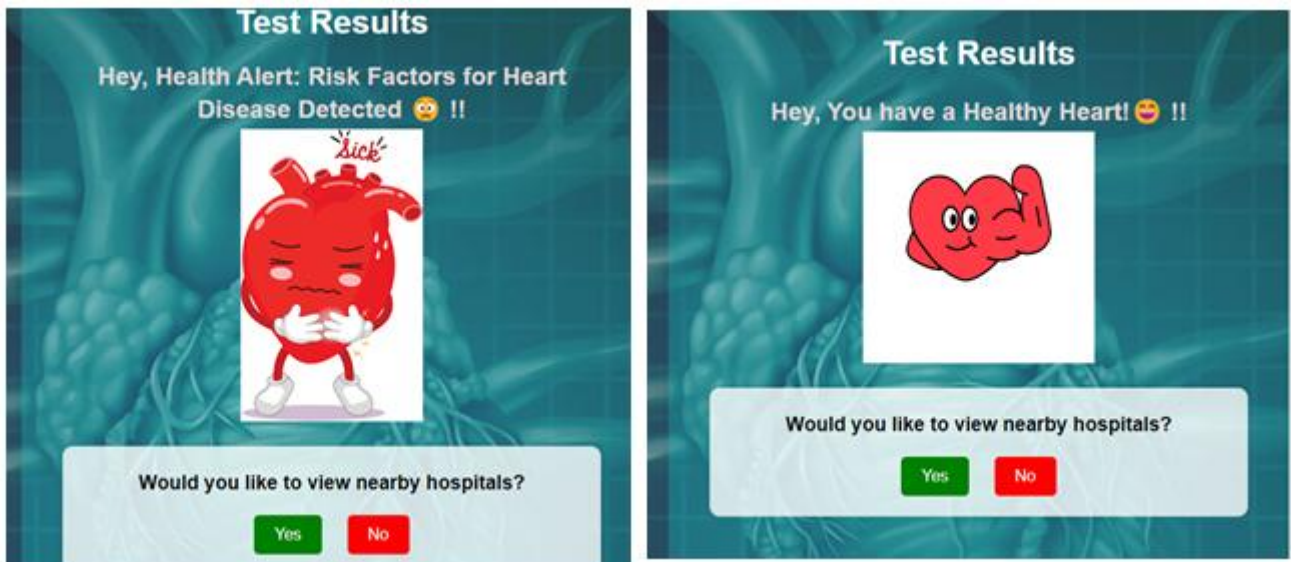 Test Results
Hey, Health Alert: Risk Factors for Heart
Disease Detected 😳 !!
Sick
Would you like to view nearby hospitals?
Yes No
Test Results
Hey, You have a Healthy Heart!😄 !!
Would you like to view nearby hospitals?
Yes No